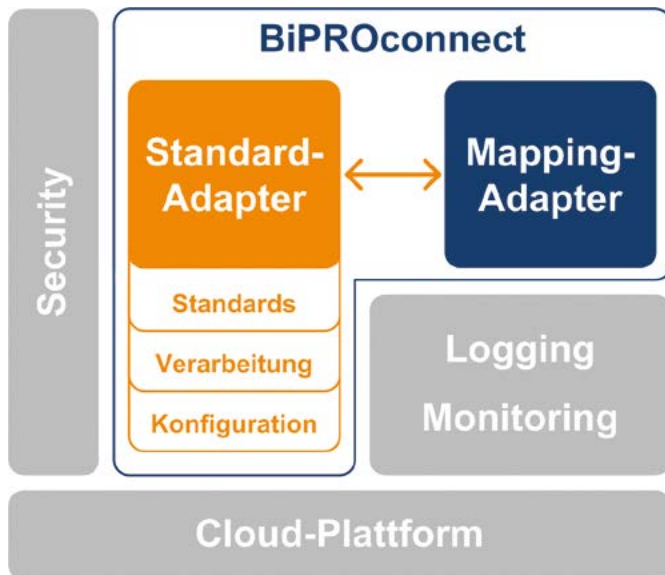 BiPROconnect
Security
Standard-
Adapter
Mapping-
Adapter
Standards
Verarbeitung
Konfiguration
Logging
Monitoring
Cloud-Plattform